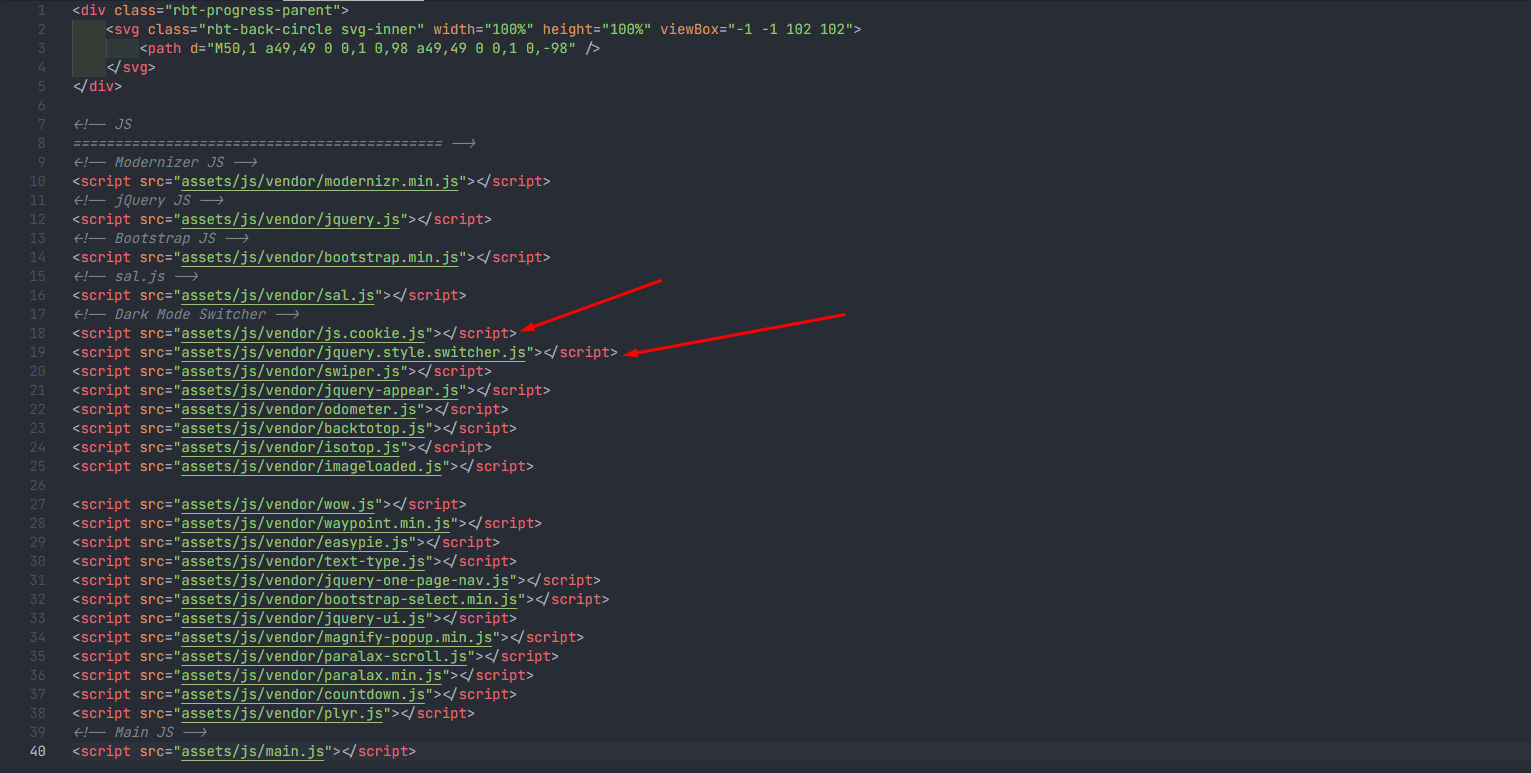 1 <div class="rbt-progress-parent">
2 <svg class="rbt-back-circle svg-inner" width="100%" height="100%" viewBox="-1 -1 102 102">
3 <path d="M50,1 a49,49 0 0,1 0,98 a49,49 0 0,1 0,-98" />
4 </svg>
5 </div>
6
7 <!-- JS
8 ============================================ -->
9 <!-- Modernizer JS -->
10 <script src="assets/js/vendor/modernizr.min.js"></script>
11 <!-- jQuery JS -->
12 <script src="assets/js/vendor/jquery.js"></script>
13 <!-- Bootstrap JS -->
14 <script src="assets/js/vendor/bootstrap.min.js"></script>
15 <!-- sal.js -->
16 <script src="assets/js/vendor/sal.js"></script>
17 <!-- Dark Mode Switcher -->
18 <script src="assets/js/vendor/js.cookie.js"></script>
19 <script src="assets/js/vendor/jquery.style.switcher.js"></script>
20 <script src="assets/js/vendor/swiper.js"></script>
21 <script src="assets/js/vendor/jquery-appear.js"></script>
22 <script src="assets/js/vendor/odometer.js"></script>
23 <script src="assets/js/vendor/backtotop.js"></script>
24 <script src="assets/js/vendor/isotop.js"></script>
25 <script src="assets/js/vendor/imageloaded.js"></script>
26
27 <script src="assets/js/vendor/wow.js"></script>
28 <script src="assets/js/vendor/waypoint.min.js"></script>
29 <script src="assets/js/vendor/easypie.js"></script>
30 <script src="assets/js/vendor/text-type.js"></script>
31 <script src="assets/js/vendor/jquery-one-page-nav.js"></script>
32 <script src="assets/js/vendor/bootstrap-select.min.js"></script>
33 <script src="assets/js/vendor/jquery-ui.js"></script>
34 <script src="assets/js/vendor/magnify-popup.min.js"></script>
35 <script src="assets/js/vendor/paralax-scroll.js"></script>
36 <script src="assets/js/vendor/paralax.min.js"></script>
37 <script src="assets/js/vendor/countdown.js"></script>
38 <script src="assets/js/vendor/plyr.js"></script>
39 <!-- Main JS -->
40 <script src="assets/js/main.js"></script>